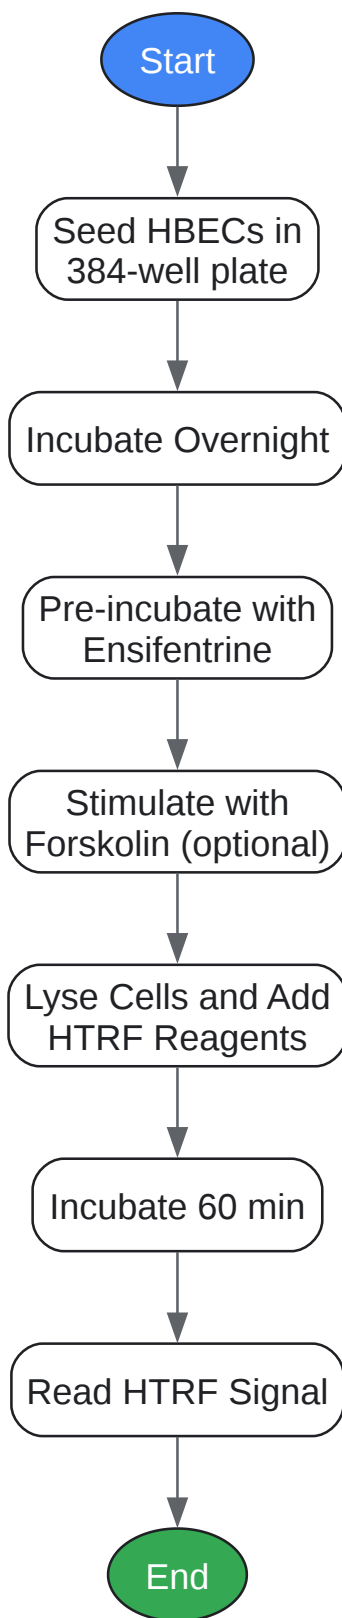 Start
Seed HBECs in
384-well plate
Incubate Overnight
Pre-incubate with
Ensifentrine
Stimulate with
Forskolin (optional)
Lyse Cells and Add
HTRF Reagents
Incubate 60 min
Read HTRF Signal
End